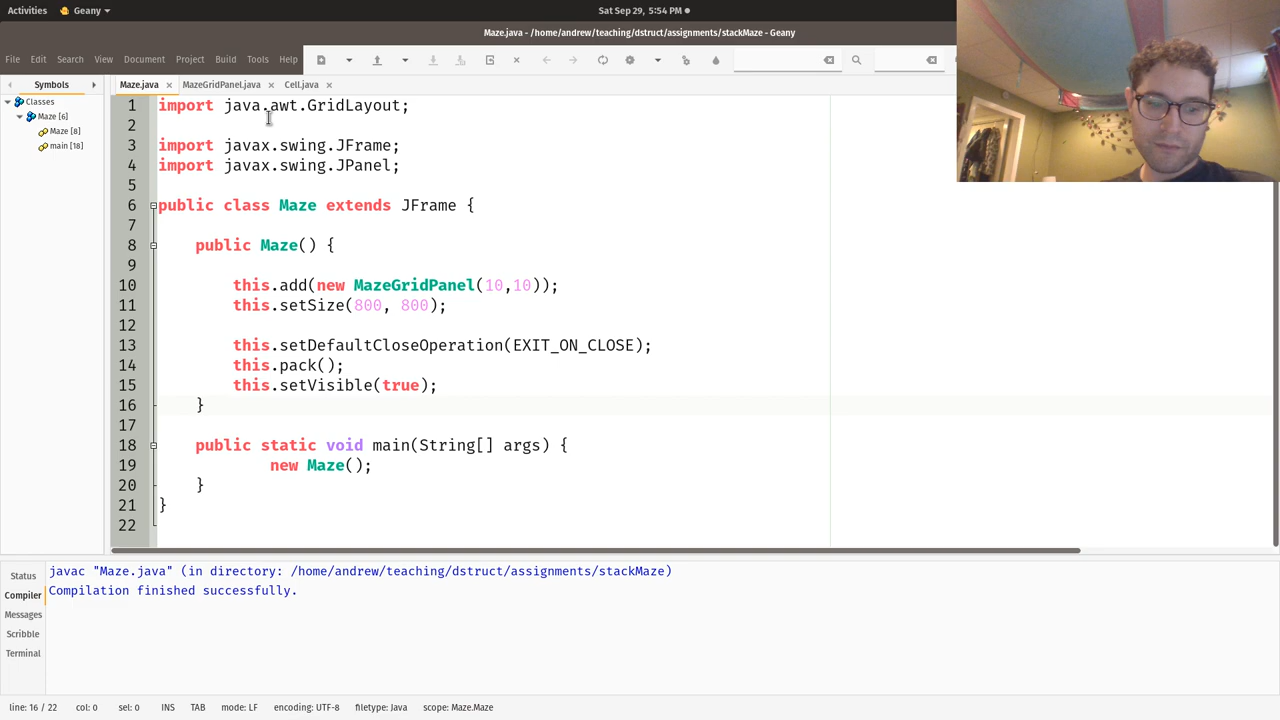 Activities Geany Sat Sep 29, 5:54 PM
Maze.java - /home/andrew/teaching/dstruct/assignments/stackMaze - Geany
File Edit Search View Document Project Build Tools Help
Symbols Maze.java MazeGridPanel.java Cell.java
Classes
Maze [6]
Maze [8]
main [18]
1 import java.awt.GridLayout;
2
3 import javax.swing.JFrame;
4 import javax.swing.JPanel;
5
6 public class Maze extends JFrame {
7
8 public Maze() {
9
10 this.add(new MazeGridPanel(10,10));
11 this.setSize(800, 800);
12
13 this.setDefaultCloseOperation(EXIT_ON_CLOSE);
14 this.pack();
15 this.setVisible(true);
16 }
17
18 public static void main(String[] args) {
19 new Maze();
20 }
21 }
22
Status
Compiler
Messages
Scribble
Terminal
javac "Maze.java" (in directory: /home/andrew/teaching/dstruct/assignments/stackMaze)
Compilation finished successfully.
line: 16 / 22 col: 0 sel: 0 INS TAB mode: LF encoding: UTF-8 filetype: Java scope: Maze.Maze